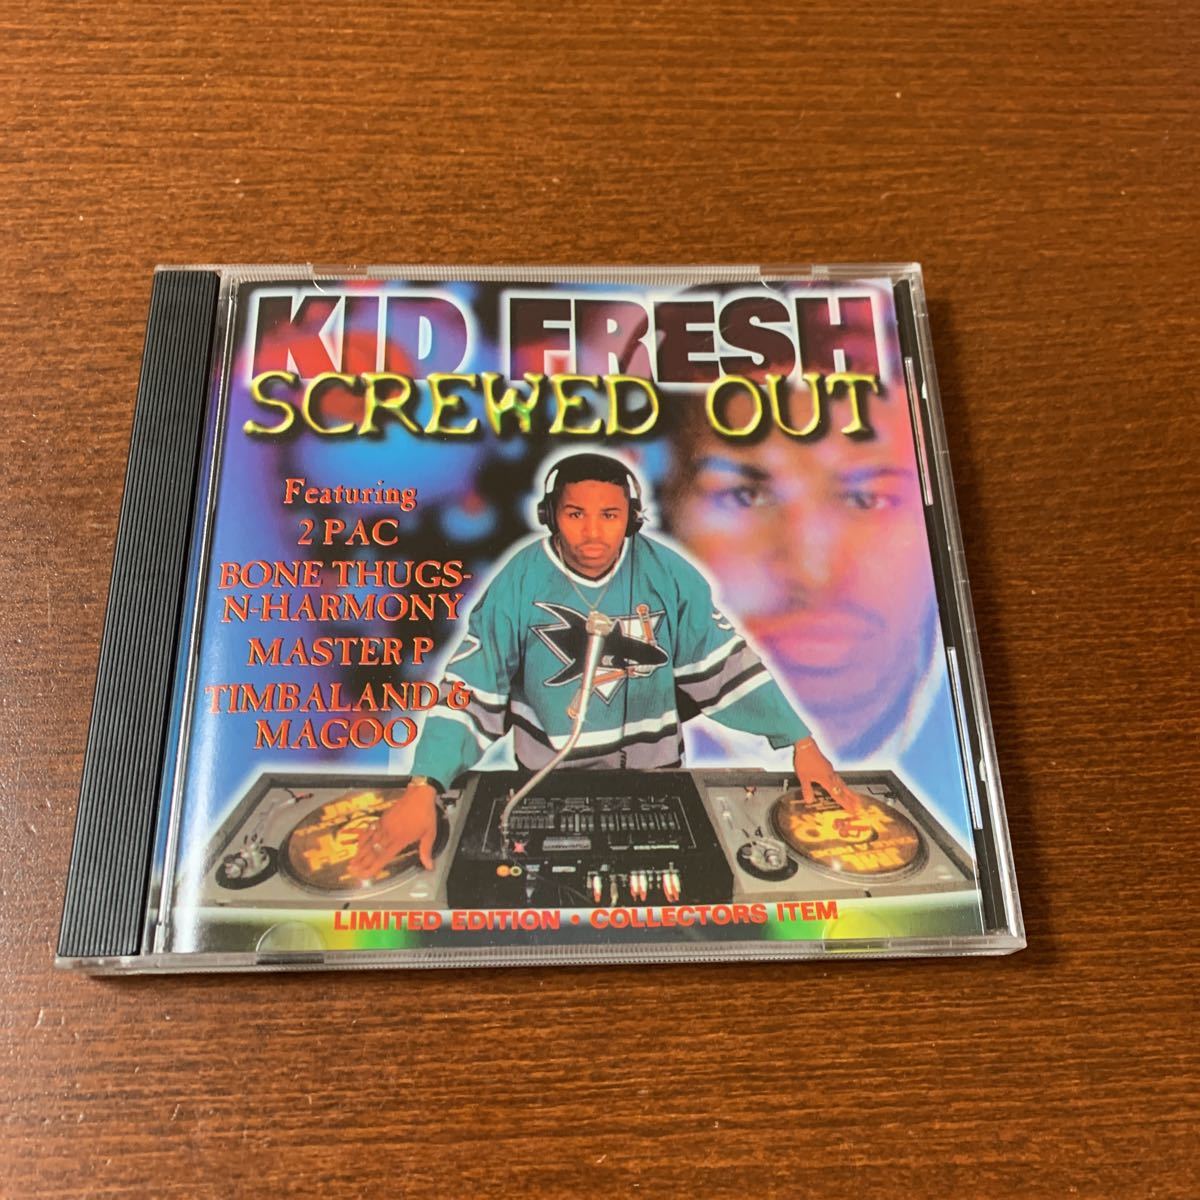 KID FRESH
SCREWED OUT
Featuring
2 PAC
BONE THUGS-
N-HARMONY
MASTER P
TIMBALAND &
MAGOO
LIMITED EDITION • COLLECTORS ITEM